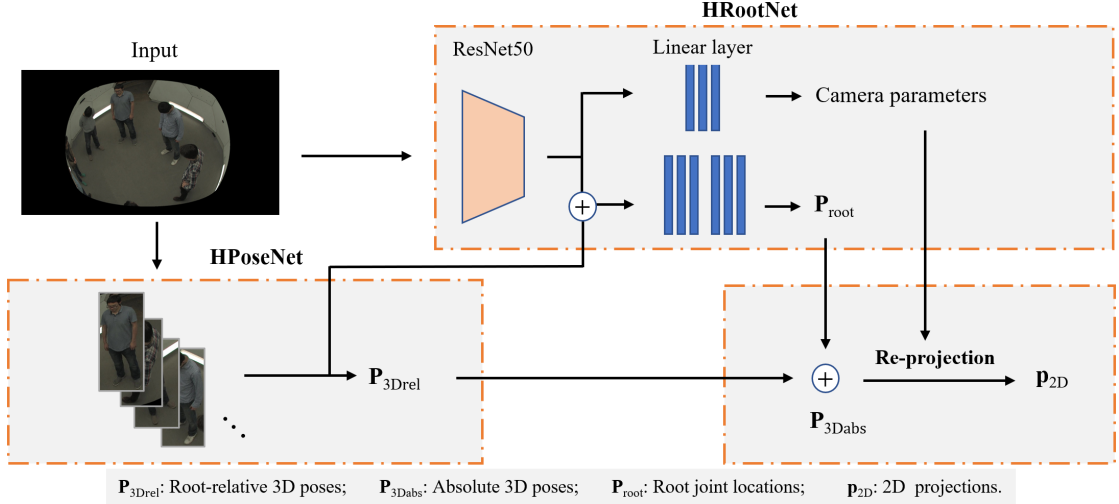 HRootNet
Input
ResNet50
Linear layer
Camera parameters
P_root
HPoseNet
P_3Drel
Re-projection
p_2D
P_3Dabs
P_3Drel: Root-relative 3D poses; P_3Dabs: Absolute 3D poses; P_root: Root joint locations; p_2D: 2D projections.